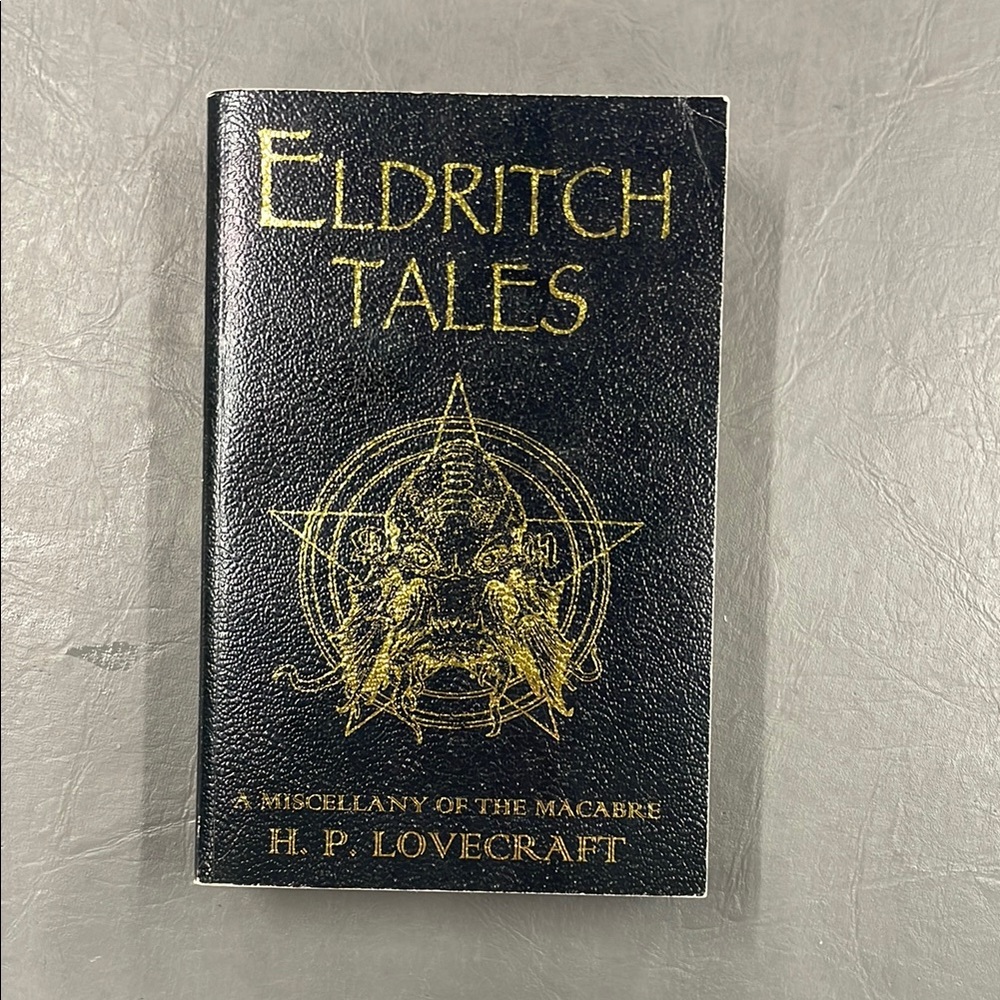 ELDRITCH
TALES
A MISCELLANY OF THE MACABRE
H. P. LOVECRAFT